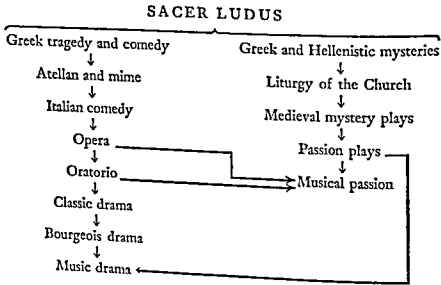 SACER LUDUS
Greek tragedy and comedy
Atellan and mime
Italian comedy
Opera
Oratorio
Classic drama
Bourgeois drama
Music drama
Greek and Hellenistic mysteries
Liturgy of the Church
Medieval mystery plays
Passion plays
Musical passion